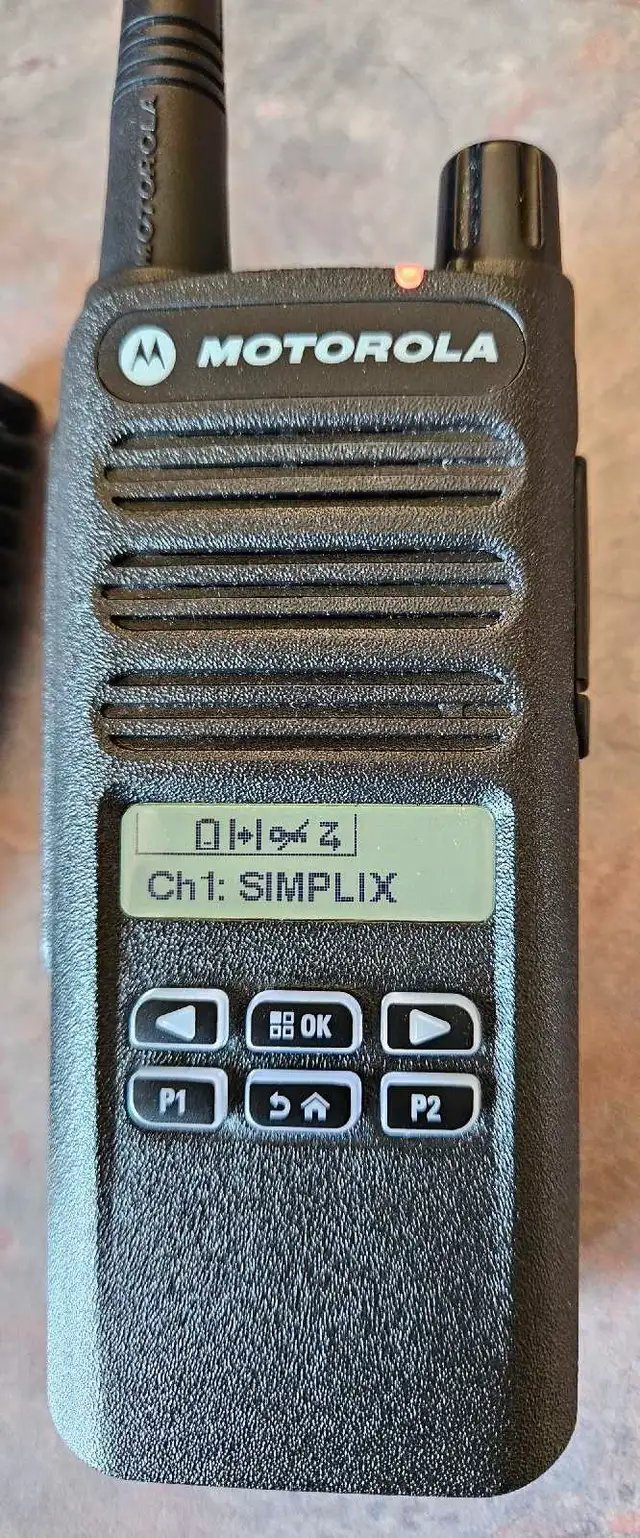 MOTOROLA
MOTOROLA
Ch1: SIMPLIX
OK
P1
P2